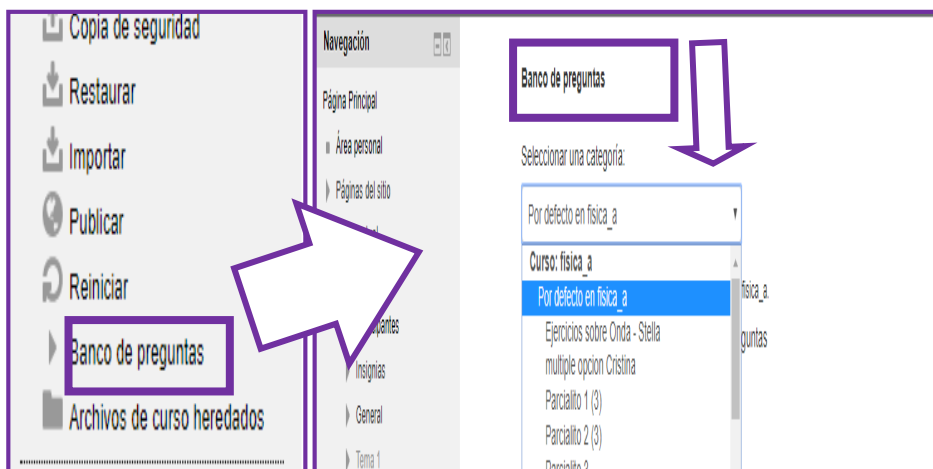 Copia de seguridad
Restaurar
Importar
Publicar
Reiniciar
Banco de preguntas
Archivos de curso heredados
Navegación
Página Principal
Área personal
Páginas del sitio
Insignias
General
Tema 1
Banco de preguntas
Seleccionar una categoría:
Por defecto en fisica_a
Curso: fisica_a
Por defecto en fisica_a
Ejercicios sobre Onda - Stella
multiple opcion Cristina
Parcialito 1 (3)
Parcialito 2 (3)
Parcialito 3
fisica_a.